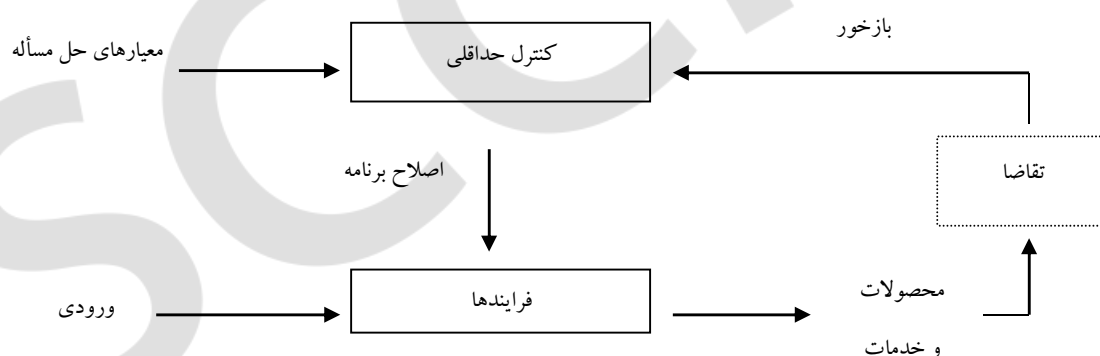 بازخور
معیارهای حل مسأله
کنترل حداقلی
اصلاح برنامه
تقاضا
ورودی
فرایندها
محصولات
و خدمات